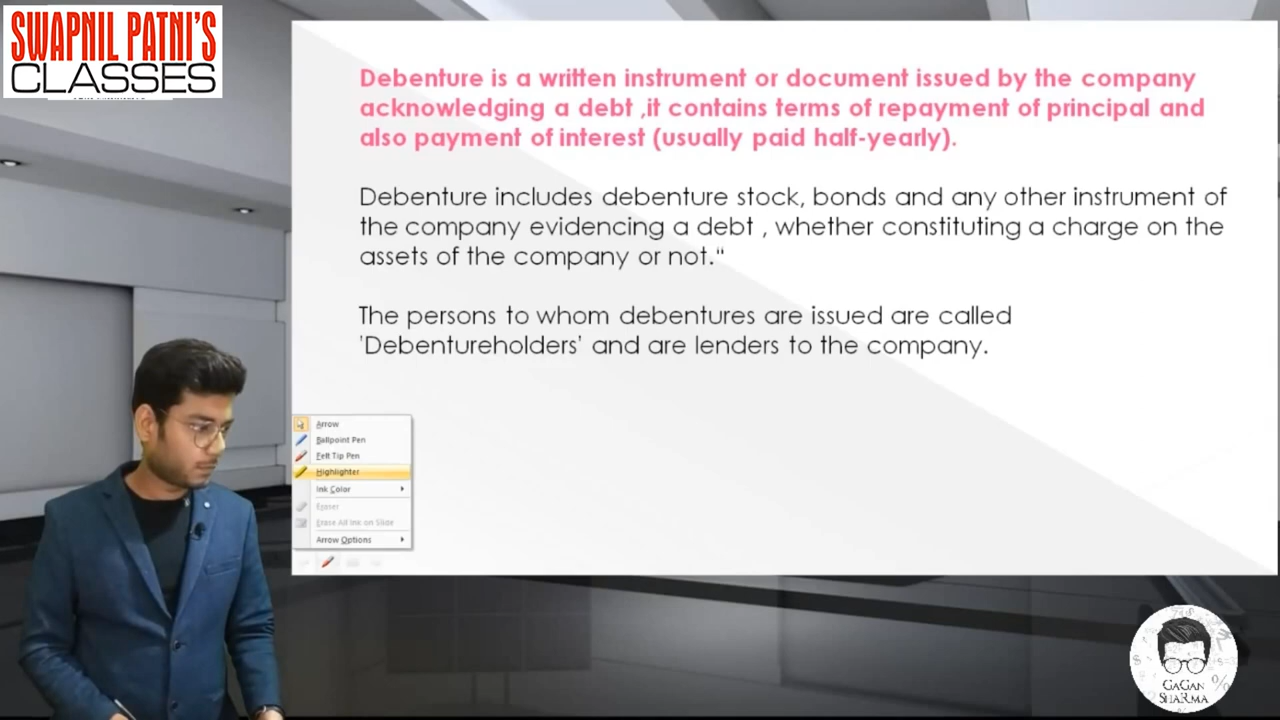 SWAPNIL PATNI'S
CLASSES
Debenture is a written instrument or document issued by the company
acknowledging a debt ,it contains terms of repayment of principal and
also payment of interest (usually paid half-yearly).
Debenture includes debenture stock, bonds and any other instrument of
the company evidencing a debt , whether constituting a charge on the
assets of the company or not."
The persons to whom debentures are issued are called
'Debentureholders' and are lenders to the company.
Arrow
Ballpoint Pen
Felt Tip Pen
Highlighter
Ink Color
Eraser
Erase All Ink on Slide
Arrow Options
GaGan
SHaRMa